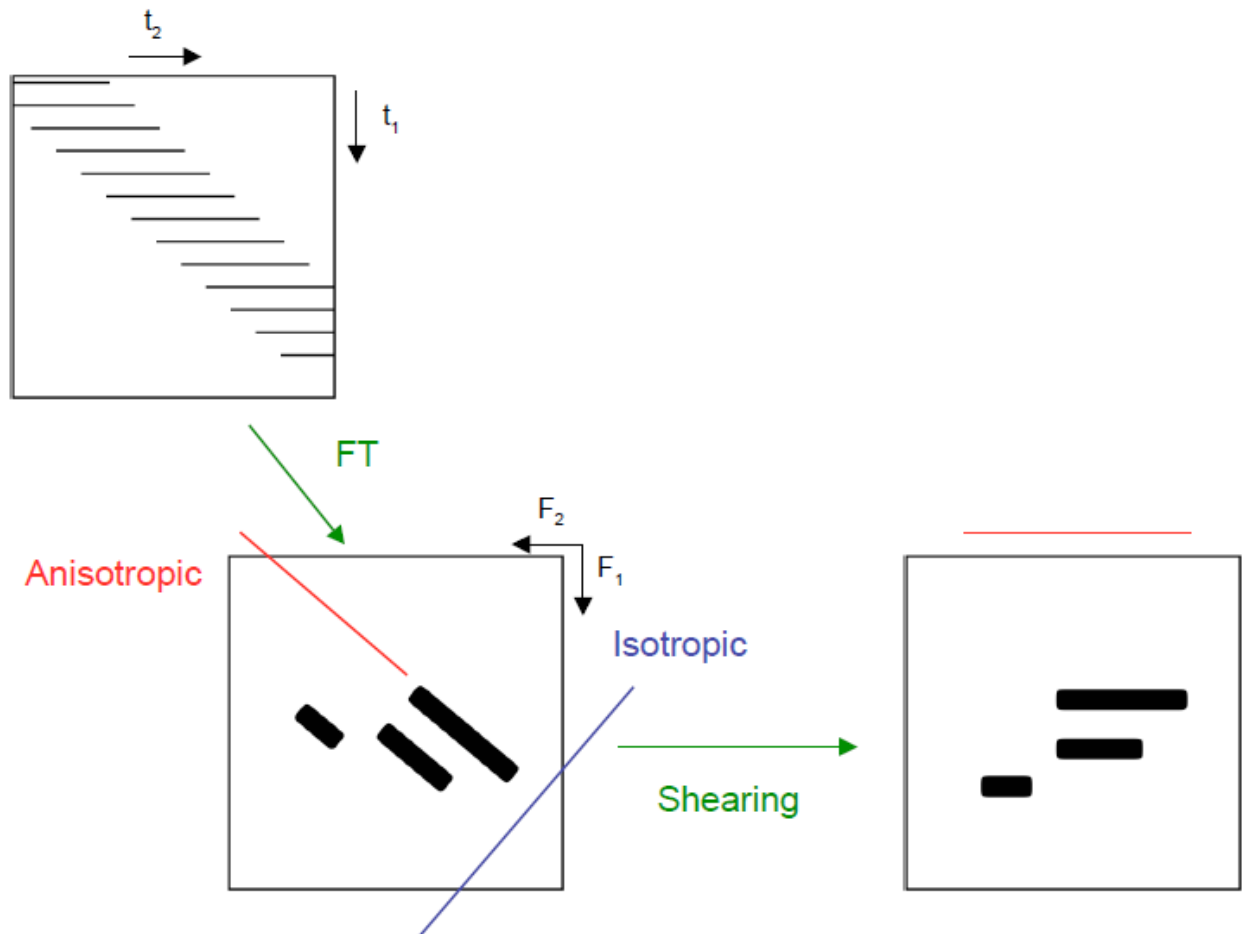 t₂
t₁
FT
F₂
F₁
Anisotropic
Isotropic
Shearing